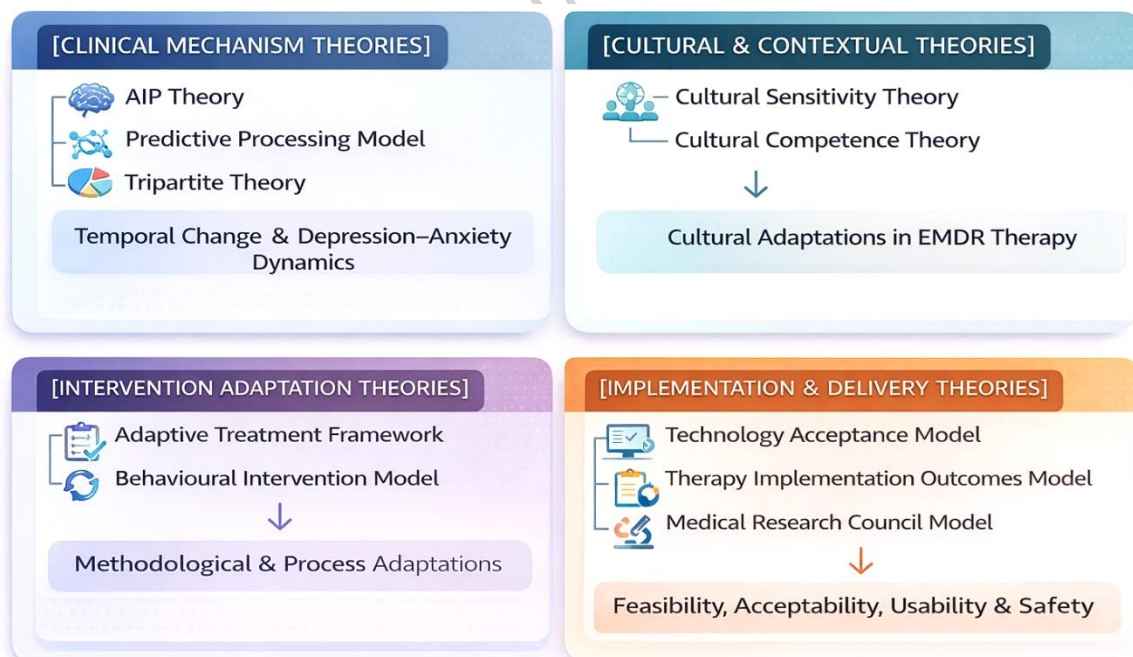 [CLINICAL MECHANISM THEORIES]
AIP Theory
Predictive Processing Model
Tripartite Theory
Temporal Change & Depression–Anxiety
Dynamics
[CULTURAL & CONTEXTUAL THEORIES]
Cultural Sensitivity Theory
Cultural Competence Theory
Cultural Adaptations in EMDR Therapy
[INTERVENTION ADAPTATION THEORIES]
Adaptive Treatment Framework
Behavioural Intervention Model
Methodological & Process Adaptations
[IMPLEMENTATION & DELIVERY THEORIES]
Technology Acceptance Model
Therapy Implementation Outcomes Model
Medical Research Council Model
Feasibility, Acceptability, Usability & Safety